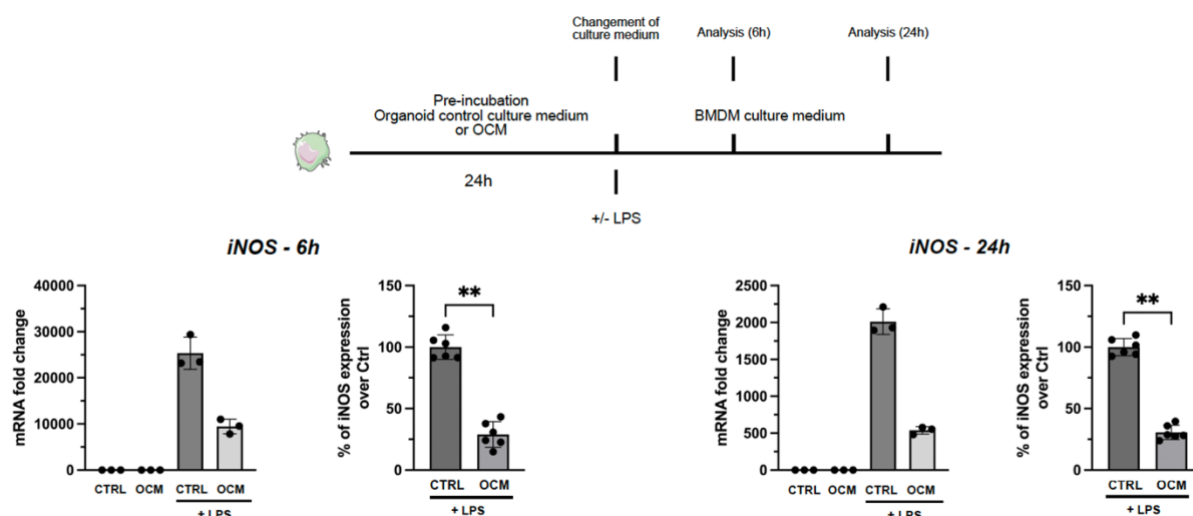 Changement of
culture medium
Analysis (6h)
Analysis (24h)
Pre-incubation
Organoid control culture medium
or OCM
BMDM culture medium
24h
+/- LPS
iNOS - 6h
iNOS - 24h
mRNA fold change
40000
30000
20000
10000
0
CTRL OCM CTRL OCM
+ LPS
% of iNOS expression
over Ctrl
150
100
50
0
**
CTRL OCM
+ LPS
mRNA fold change
2500
2000
1500
1000
500
0
CTRL OCM CTRL OCM
+ LPS
% of iNOS expression
over Ctrl
150
100
50
0
**
CTRL OCM
+ LPS